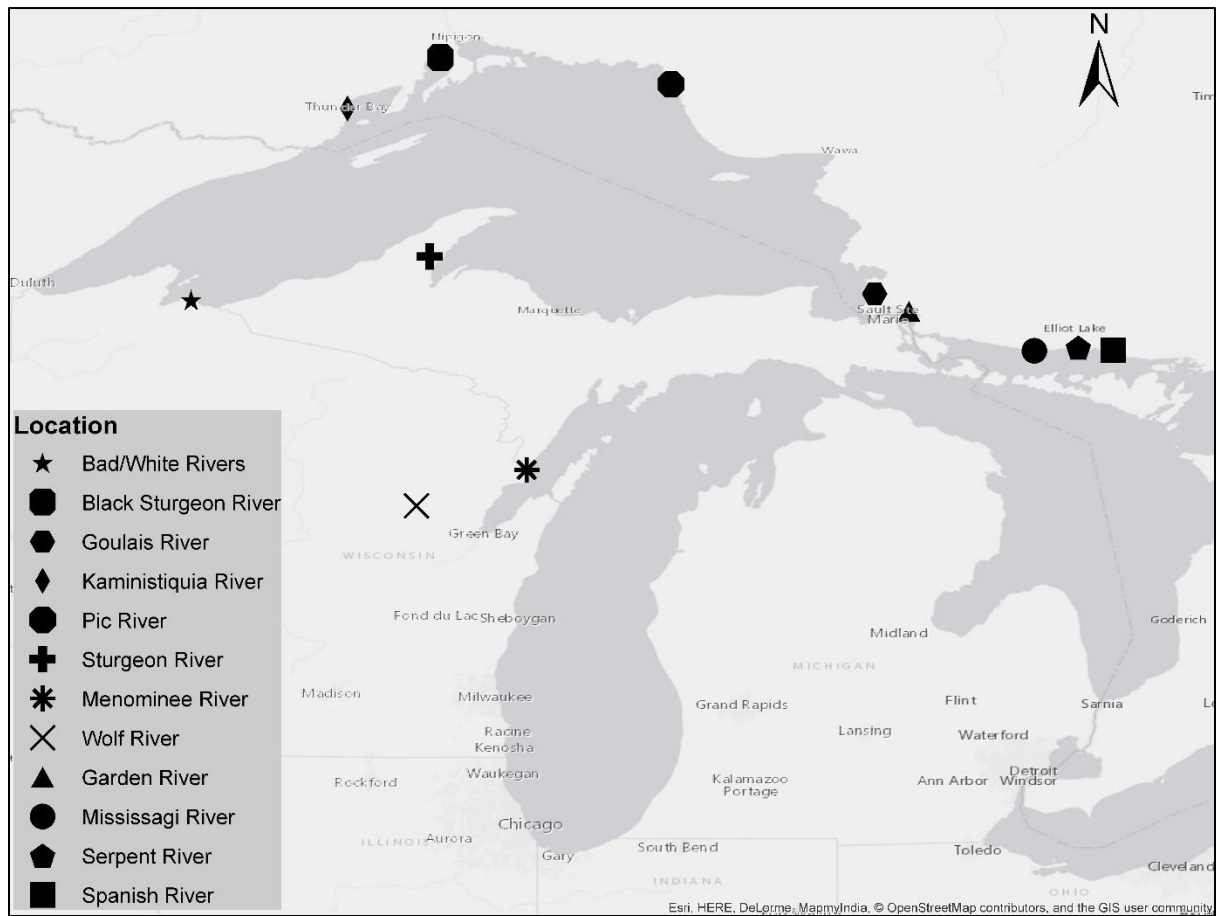 Nipigon
N
Thunder Bay
Tim
Wawa
Duluth
Marquette
Sault Ste
Marie
Elliot Lake
Location
Bad/White Rivers
Black Sturgeon River
Goulais River
Kaministiquia River
Pic River
Sturgeon River
Menominee River
Wolf River
Garden River
Mississagi River
Serpent River
Spanish River
Green Bay
WISCONSIN
Fond du Lac
Sheboygan
Midland
Goderich
MICHIGAN
Madison
Milwaukee
Grand Rapids
Flint
Sarnia
Lo
Racine
Kenosha
Lansing
Waterford
Rockford
Waukegan
Kalamazoo
Portage
Ann Arbor
Detroit
Windsor
Chicago
ILLINOIS
Aurora
Gary
South Bend
Toledo
Cleveland
INDIANA
OHIO
Esri, HERE, DeLorme, MapmyIndia, © OpenStreetMap contributors, and the GIS user community